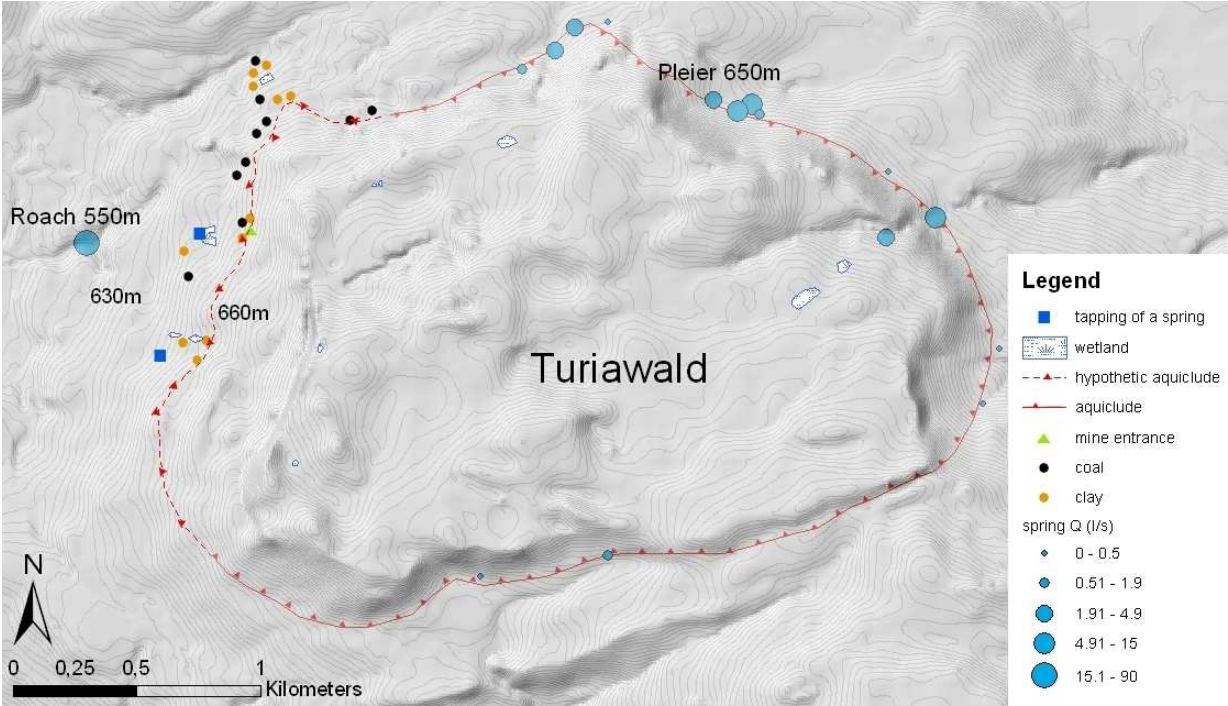 Pleier 650m
Roach 550m
630m
660m
Turiawald
N
0 0,25 0,5 1
Kilometers
Legend
tapping of a spring
wetland
hypothetic aquiclude
aquiclude
mine entrance
coal
clay
spring Q (l/s)
0 - 0.5
0.51 - 1.9
1.91 - 4.9
4.91 - 15
15.1 - 90